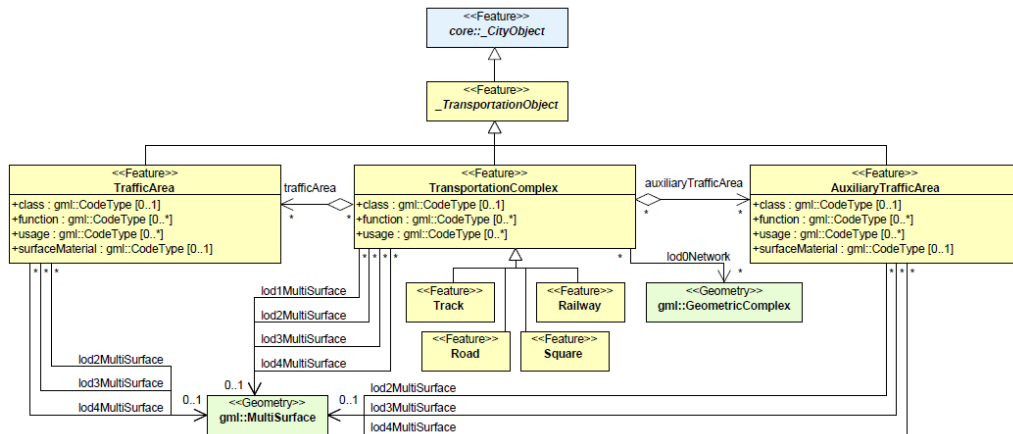 <<Feature>>
core::_CityObject
<<Feature>>
_TransportationObject
<<Feature>>
TrafficArea
+class : gml::CodeType [0..1]
+function : gml::CodeType [0..*]
+usage : gml::CodeType [0..*]
+surfaceMaterial : gml::CodeType [0..1]
trafficArea
* *
<<Feature>>
TransportationComplex
+class : gml::CodeType [0..1]
+function : gml::CodeType [0..*]
+usage : gml::CodeType [0..*]
auxiliaryTrafficArea
* *
<<Feature>>
AuxiliaryTrafficArea
+class : gml::CodeType [0..1]
+function : gml::CodeType [0..*]
+usage : gml::CodeType [0..*]
+surfaceMaterial : gml::CodeType [0..1]
* * *
* * * *
*
lod0Network
*
* * *
<<Feature>>
Track
<<Feature>>
Railway
<<Feature>>
Road
<<Feature>>
Square
<<Geometry>>
gml::GeometricComplex
lod1MultiSurface
lod2MultiSurface
lod3MultiSurface
lod4MultiSurface
lod2MultiSurface
lod3MultiSurface
lod4MultiSurface
0..1
0..1
0..1
<<Geometry>>
gml::MultiSurface
lod2MultiSurface
lod3MultiSurface
lod4MultiSurface